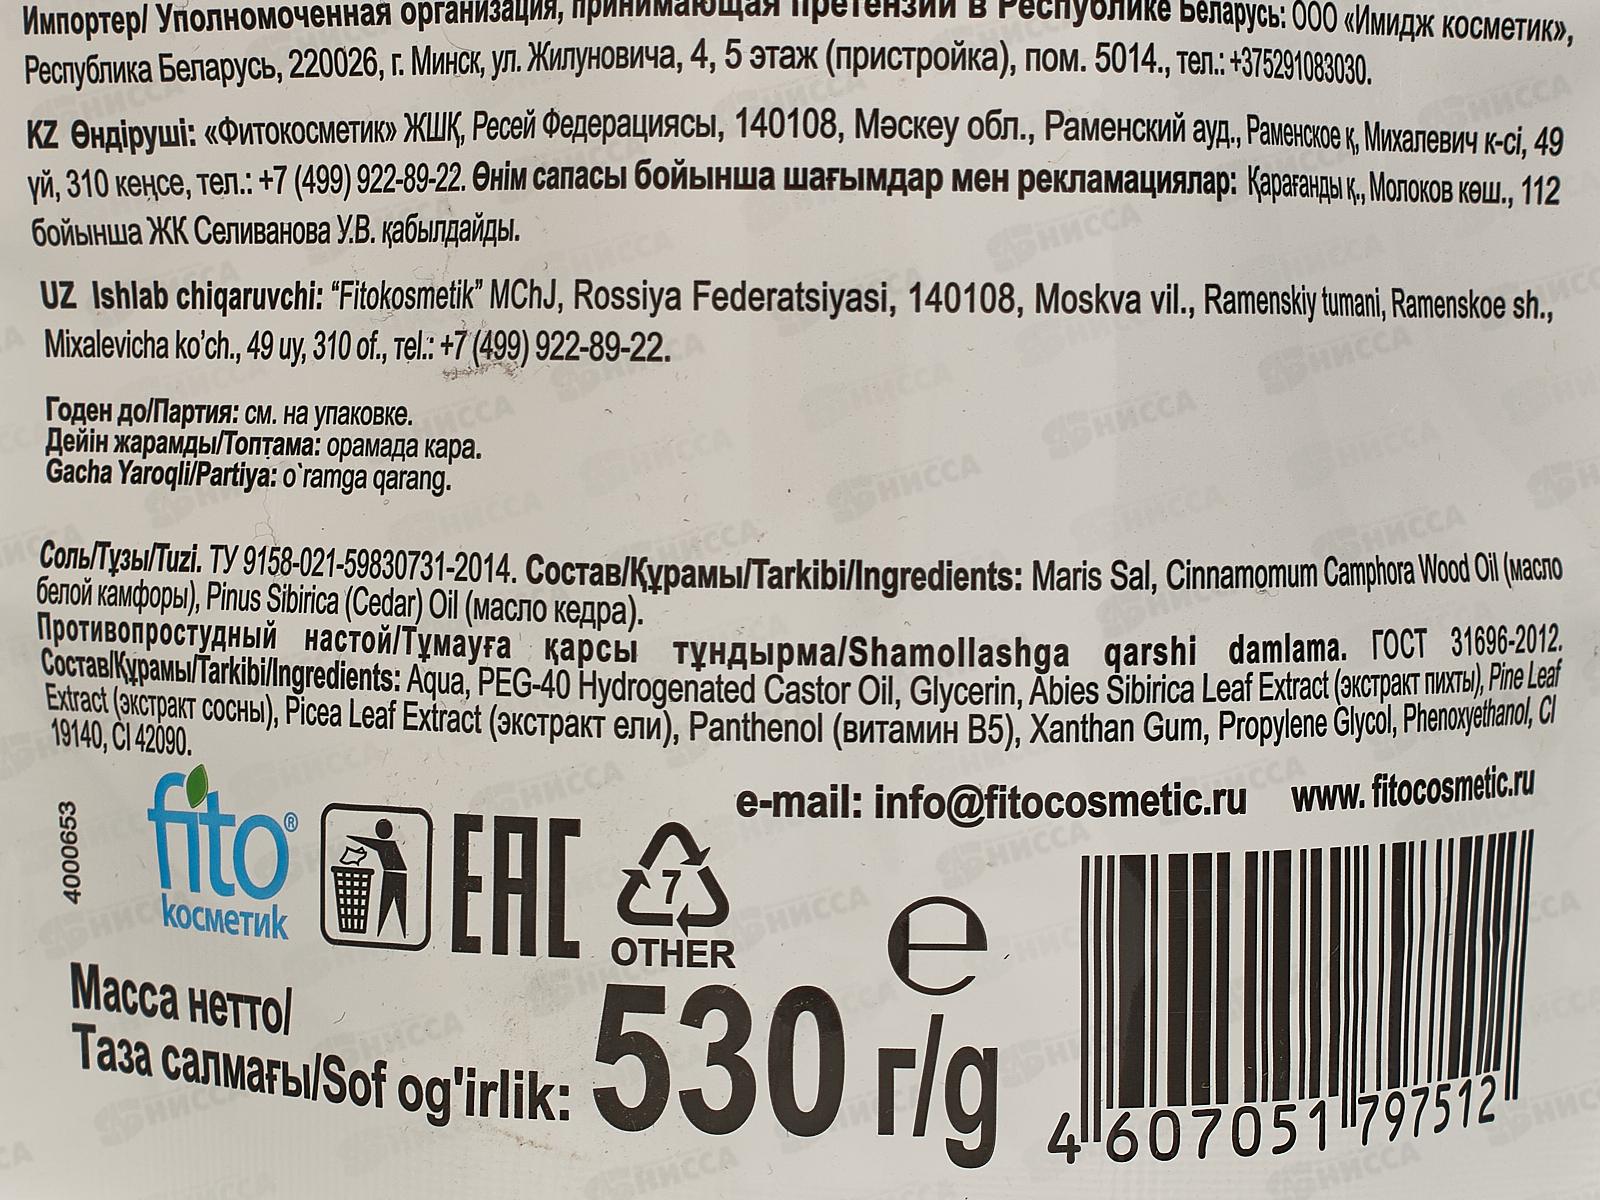 Импортер/ Уполномоченная организация, принимающая претензии в Республике Беларусь: ООО «Имидж косметик»,
Республика Беларусь, 220026, г. Минск, ул. Жилуновича, 4, 5 этаж (пристройка), пом. 5014., тел.: +375291083030.
KZ Өндіруші: «Фитокосметик» ЖШҚ, Ресей Федерациясы, 140108, Мәскеу обл., Раменский ауд., Раменское қ, Михалевич к-сі, 49
үй, 310 кеңсе, тел.: +7 (499) 922-89-22. Өнім сапасы бойынша шағымдар мен рекламациялар: Қарағанды қ., Молоков көш., 112
бойынша ЖК Селиванова У.В. қабылдайды.
UZ Ishlab chiqaruvchi: “Fitokosmetik” MChJ, Rossiya Federatsiyasi, 140108, Moskva vil., Ramenskiy tumani, Ramenskoe sh.,
Mixalevicha ko’ch., 49 uy, 310 of., tel.: +7 (499) 922-89-22.
Годен до/Партия: см. на упаковке.
Дейін жарамды/Топтама: орамада кара.
Gacha Yaroqli/Partiya: o`ramga qarang.
Соль/Тұзы/Tuzi. ТУ 9158-021-59830731-2014. Состав/Құрамы/Tarkibi/Ingredients: Maris Sal, Cinnamomum Camphora Wood Oil (масло
белой камфоры), Pinus Sibirica (Cedar) Oil (масло кедра).
Противопростудный настой/Тұмауға қарсы тұндырма/Shamollashga qarshi damlama. ГОСТ 31696-2012.
Состав/Құрамы/Tarkibi/Ingredients: Aqua, PEG-40 Hydrogenated Castor Oil, Glycerin, Abies Sibirica Leaf Extract (экстракт пихты), Pine Leaf
Extract (экстракт сосны), Picea Leaf Extract (экстракт ели), Panthenol (витамин B5), Xanthan Gum, Propylene Glycol, Phenoxyethanol, CI
19140, CI 42090.
e-mail: info@fitocosmetic.ru www. fitocosmetic.ru
4000653
fito®
косметик
EAC
7
OTHER
e
Масса нетто/
Таза салмағы/Sof og'irlik: 530 г/g
4 607051 797512
НИССА